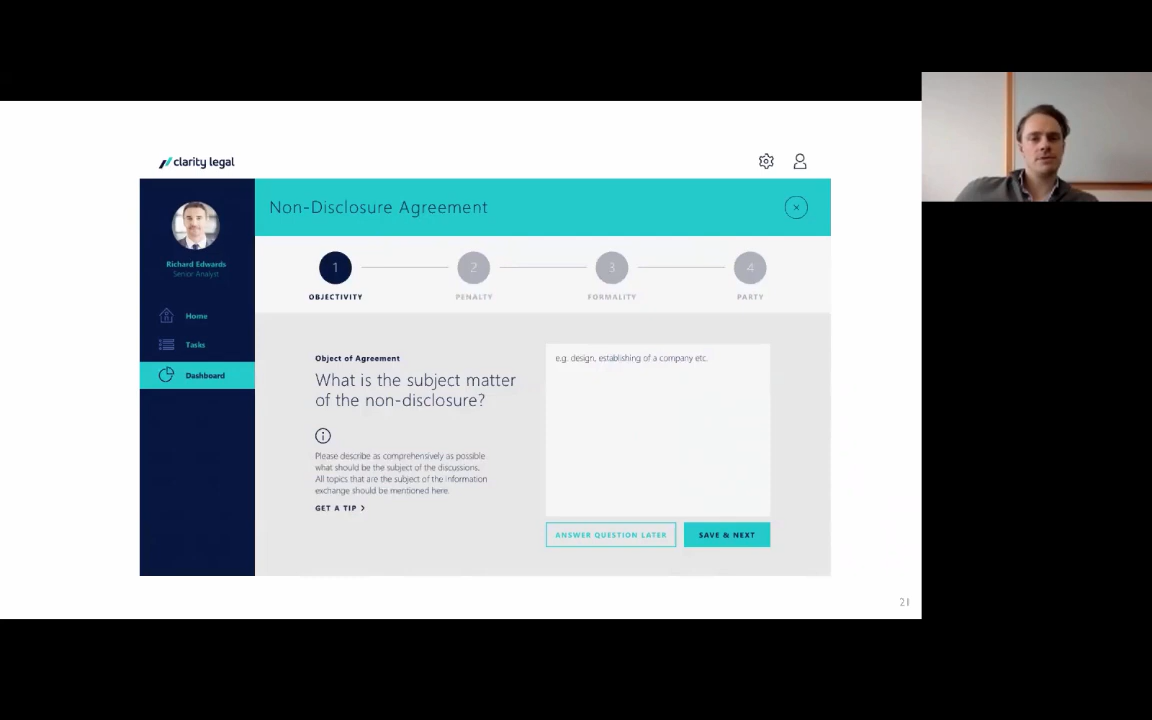 clarity legal
Richard Edwards
Senior Analyst
Home
Tasks
Dashboard
Non-Disclosure Agreement
1
2
3
4
OBJECTIVITY
PENALTY
FORMALITY
PARTY
Object of Agreement
What is the subject matter
of the non-disclosure?
Please describe as comprehensively as possible
what should be the subject of the discussions.
All topics that are the subject of the information
exchange should be mentioned here.
GET A TIP >
e.g. design, establishing of a company etc.
ANSWER QUESTION LATER
SAVE & NEXT
21